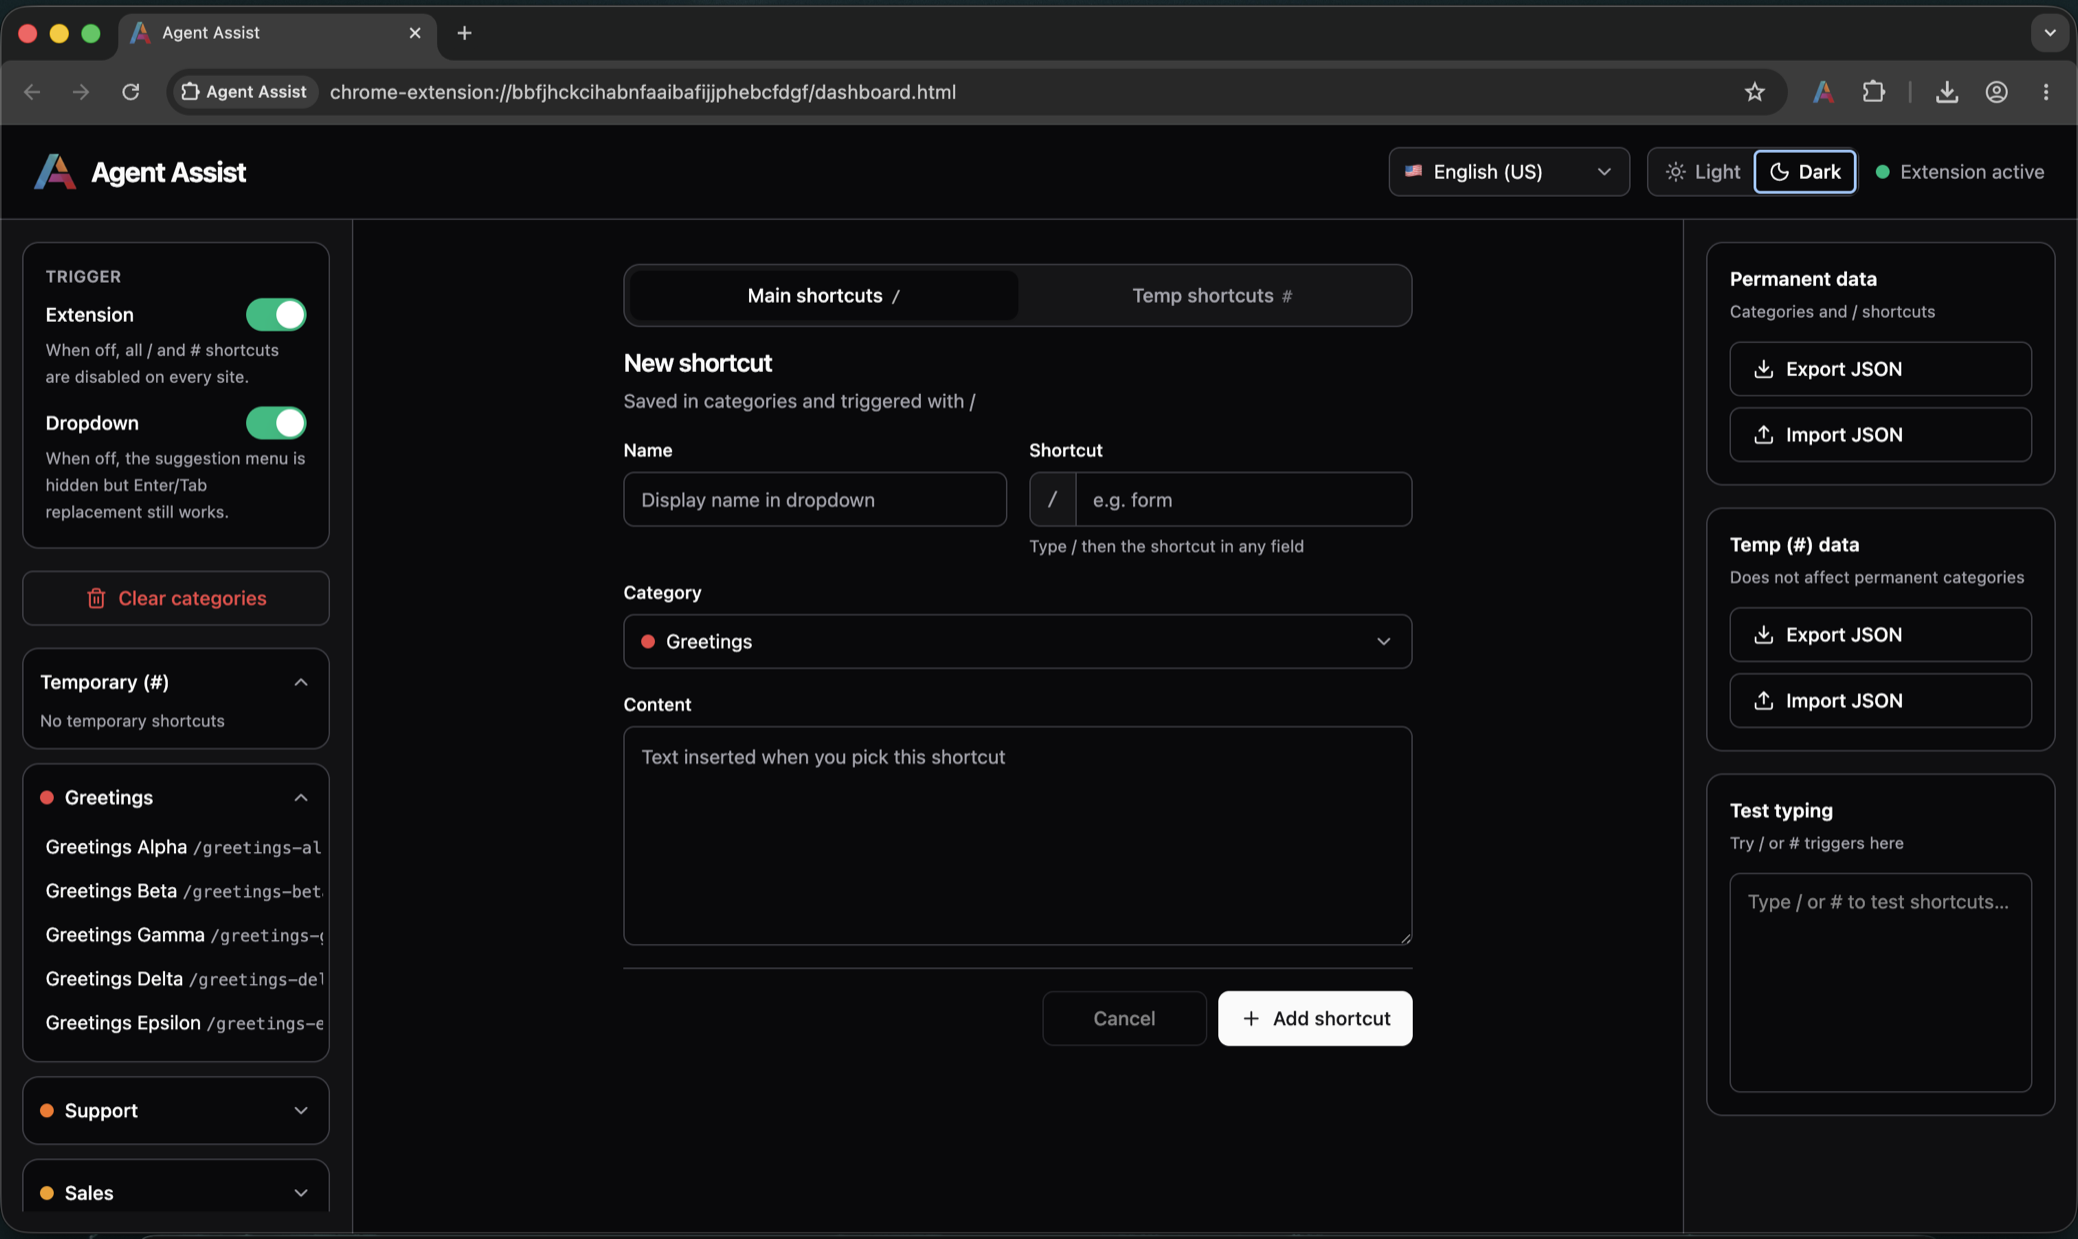 Agent Assist
Agent Assist
chrome-extension://bbfjhckcihabnfaaibafijjphebcfdgf/dashboard.html
Agent Assist
English (US)
Light
Dark
Extension active
TRIGGER
Extension
When off, all / and # shortcuts
are disabled on every site.
Dropdown
When off, the suggestion menu is
hidden but Enter/Tab
replacement still works.
Clear categories
Temporary (#)
No temporary shortcuts
Greetings
Greetings Alpha /greetings-al
Greetings Beta /greetings-bet
Greetings Gamma /greetings-g
Greetings Delta /greetings-del
Greetings Epsilon /greetings-e
Support
Sales
Main shortcuts /
Temp shortcuts #
New shortcut
Saved in categories and triggered with /
Name
Display name in dropdown
Shortcut
/ e.g. form
Type / then the shortcut in any field
Category
Greetings
Content
Text inserted when you pick this shortcut
Cancel
+ Add shortcut
Permanent data
Categories and / shortcuts
Export JSON
Import JSON
Temp (#) data
Does not affect permanent categories
Export JSON
Import JSON
Test typing
Try / or # triggers here
Type / or # to test shortcuts...